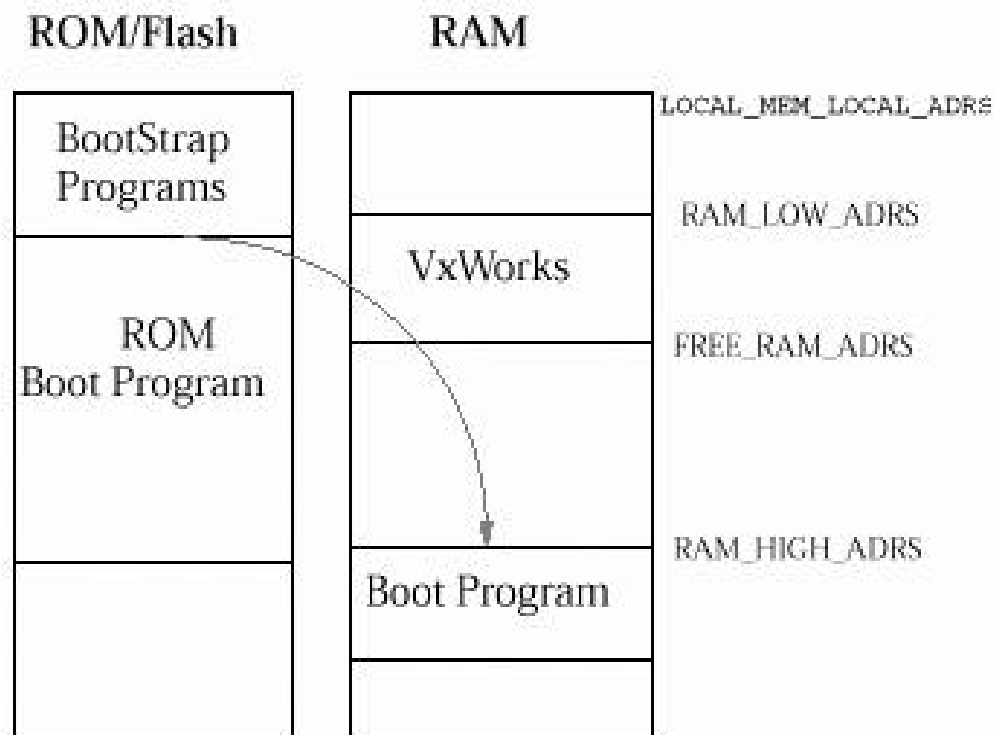 ROM/Flash
RAM
LOCAL_MEM_LOCAL_ADRS
BootStrap
Programs
RAM_LOW_ADRS
VxWorks
ROM
Boot Program
FREE_RAM_ADRS
RAM_HIGH_ADRS
Boot Program